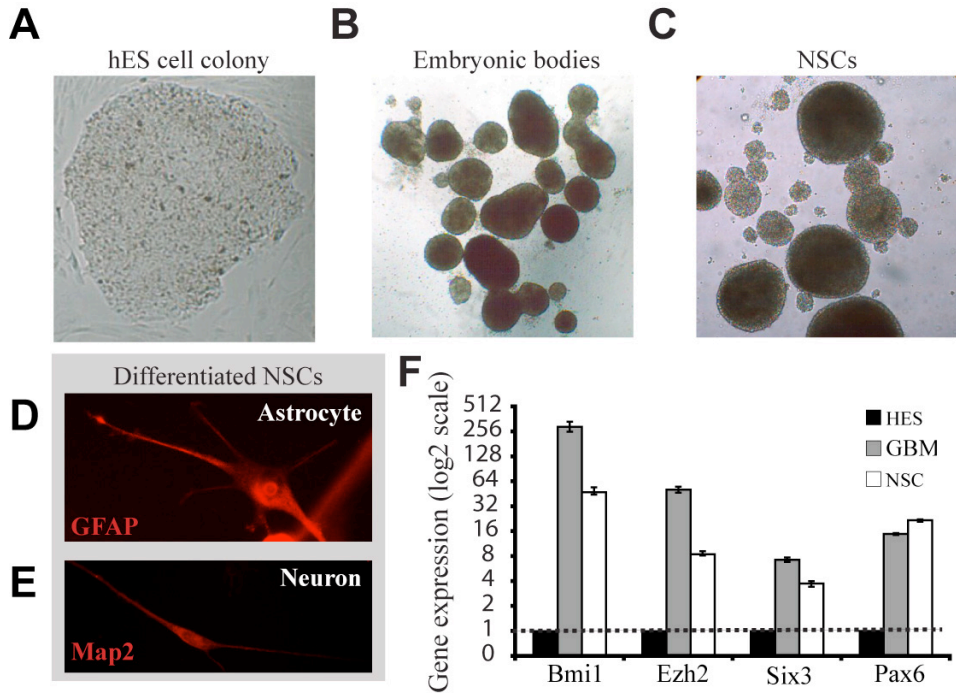 A
hES cell colony
B
Embryonic bodies
C
NSCs
Differentiated NSCs
D
Astrocyte
GFAP
E
Neuron
Map2
F
Gene expression (log2 scale)
512
256
128
64
32
16
8
4
2
1
0
HES
GBM
NSC
Bmi1 Ezh2 Six3 Pax6